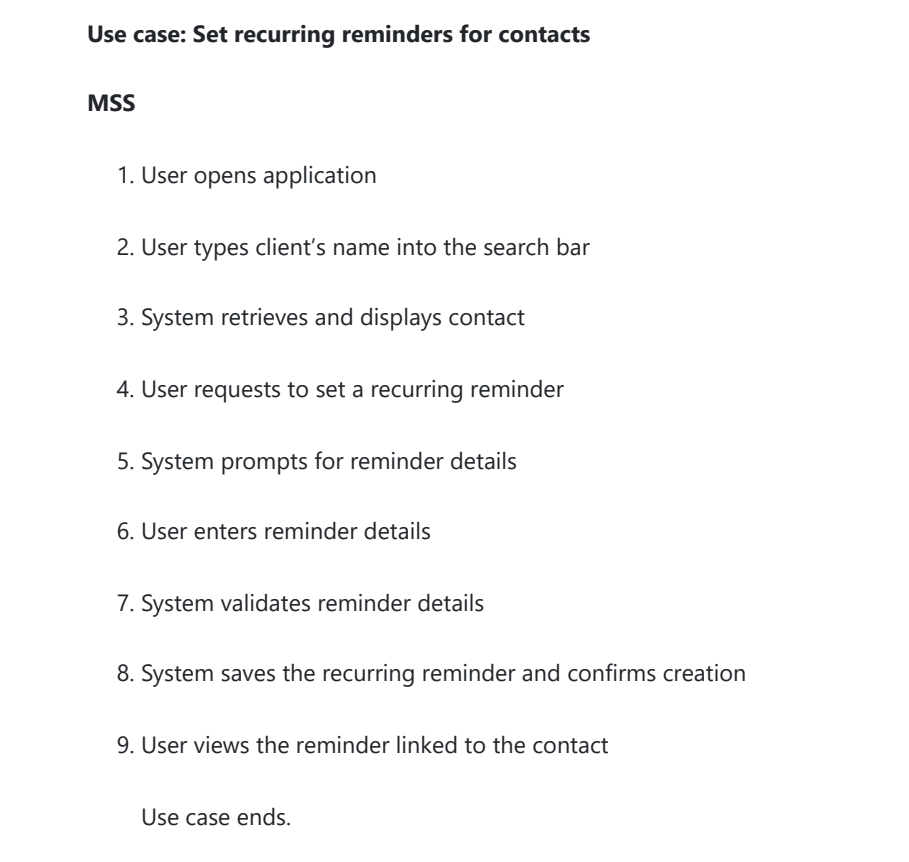 Use case: Set recurring reminders for contacts
MSS
1. User opens application
2. User types client’s name into the search bar
3. System retrieves and displays contact
4. User requests to set a recurring reminder
5. System prompts for reminder details
6. User enters reminder details
7. System validates reminder details
8. System saves the recurring reminder and confirms creation
9. User views the reminder linked to the contact
Use case ends.